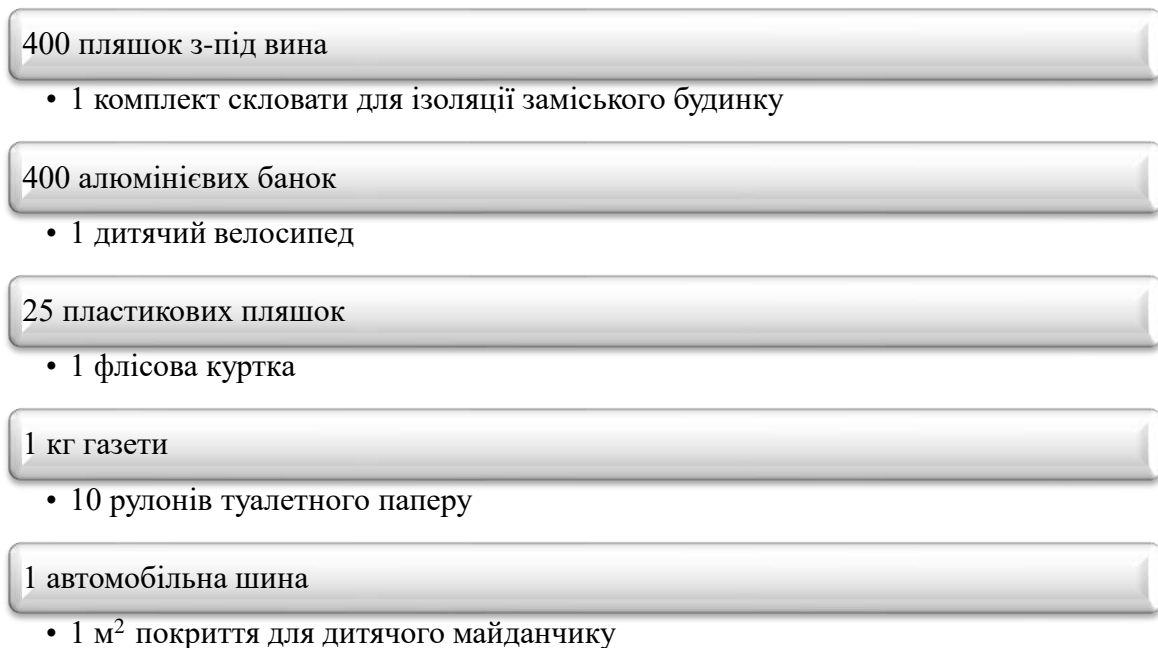 400 пляшок з-під вина
• 1 комплект скловати для ізоляції заміського будинку
400 алюмінієвих банок
• 1 дитячий велосипед
25 пластикових пляшок
• 1 флісова куртка
1 кг газети
• 10 рулонів туалетного паперу
1 автомобільна шина
• 1 м² покриття для дитячого майданчику